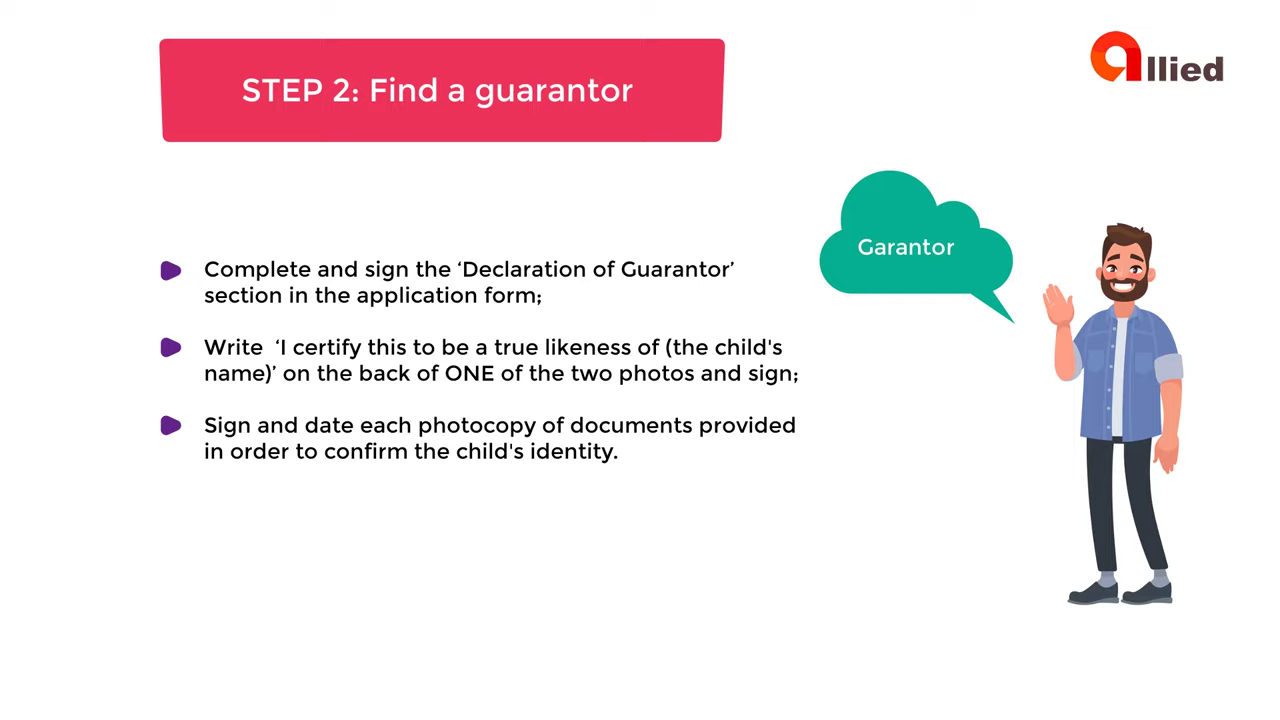 STEP 2: Find a guarantor
allied
Garantor
Complete and sign the ‘Declaration of Guarantor’
section in the application form;
Write ‘I certify this to be a true likeness of (the child's
name)’ on the back of ONE of the two photos and sign;
Sign and date each photocopy of documents provided
in order to confirm the child's identity.